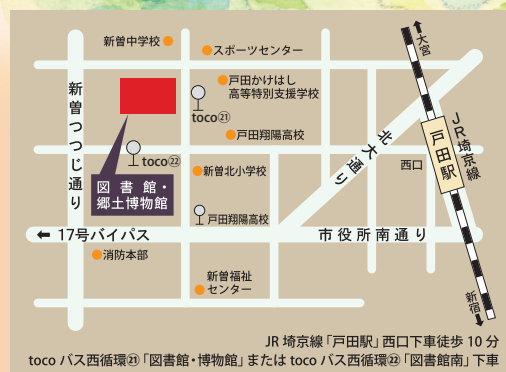 新曽中学校
スポーツセンター
大宮
新曽つつじ通り
戸田かけはし
高等特別支援学校
toco㉑
北大通り
戸田駅
JR埼京線
戸田翔陽高校
toco㉒
西口
図書館・
郷土博物館
新曽北小学校
戸田翔陽高校
17号バイパス
市役所南通り
消防本部
新曽福祉
センター
新宿
JR 埼京線「戸田駅」西口下車徒歩 10 分
toco バス西循環㉑「図書館・博物館」または toco バス西循環㉒「図書館南」下車